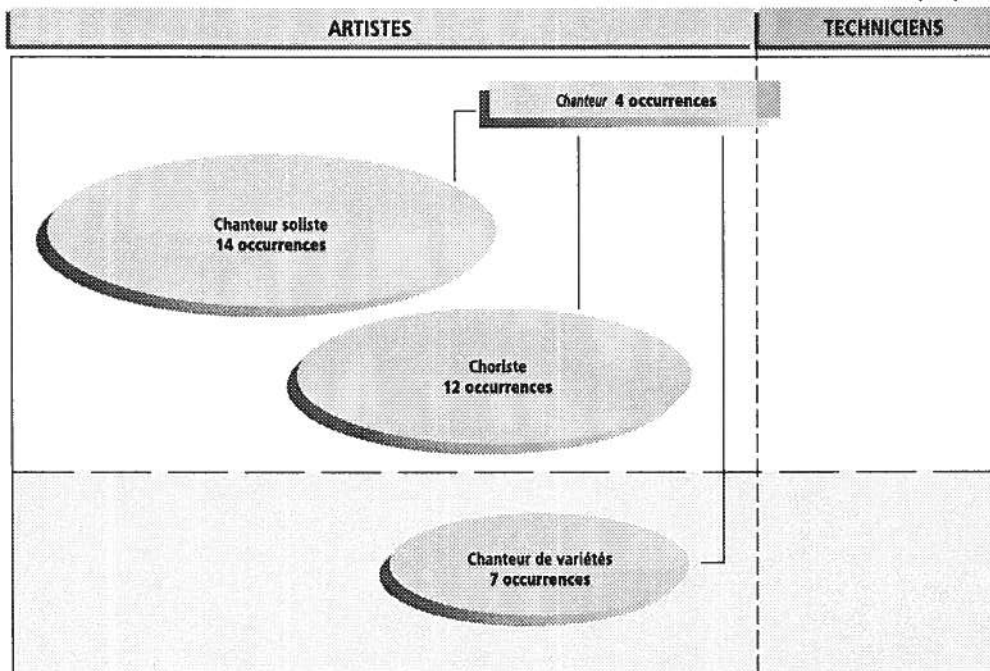 ARTISTES
TECHNICIENS
Chanteur 4 occurrences
Chanteur soliste
14 occurrences
Choriste
12 occurrences
Chanteur de variétés
7 occurrences